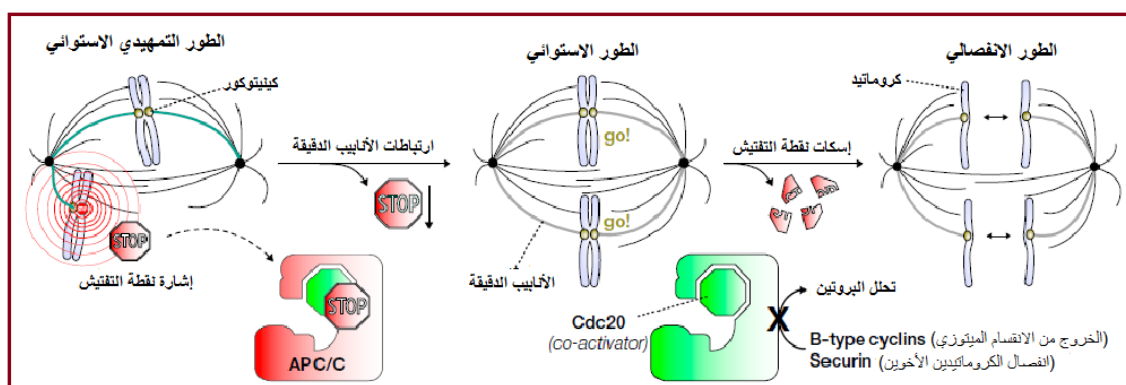 الطور التمهيدي الاستوائي
الطور الاستوائي
الطور الانفصالي
كينيتوكور
كروماتيد
go!
ارتباطات الأنابيب الدقيقة
إسكات نقطة التفتيش
STOP
STOP
go!
إشارة نقطة التفتيش
الأنابيب الدقيقة
STOP
APC/C
Cdc20
(co-activator)
X
تحلل البروتين
B-type cyclins (الخروج من الانقسام الميتوزي)
Securin (انفصال الكروماتيدين الأخوين)